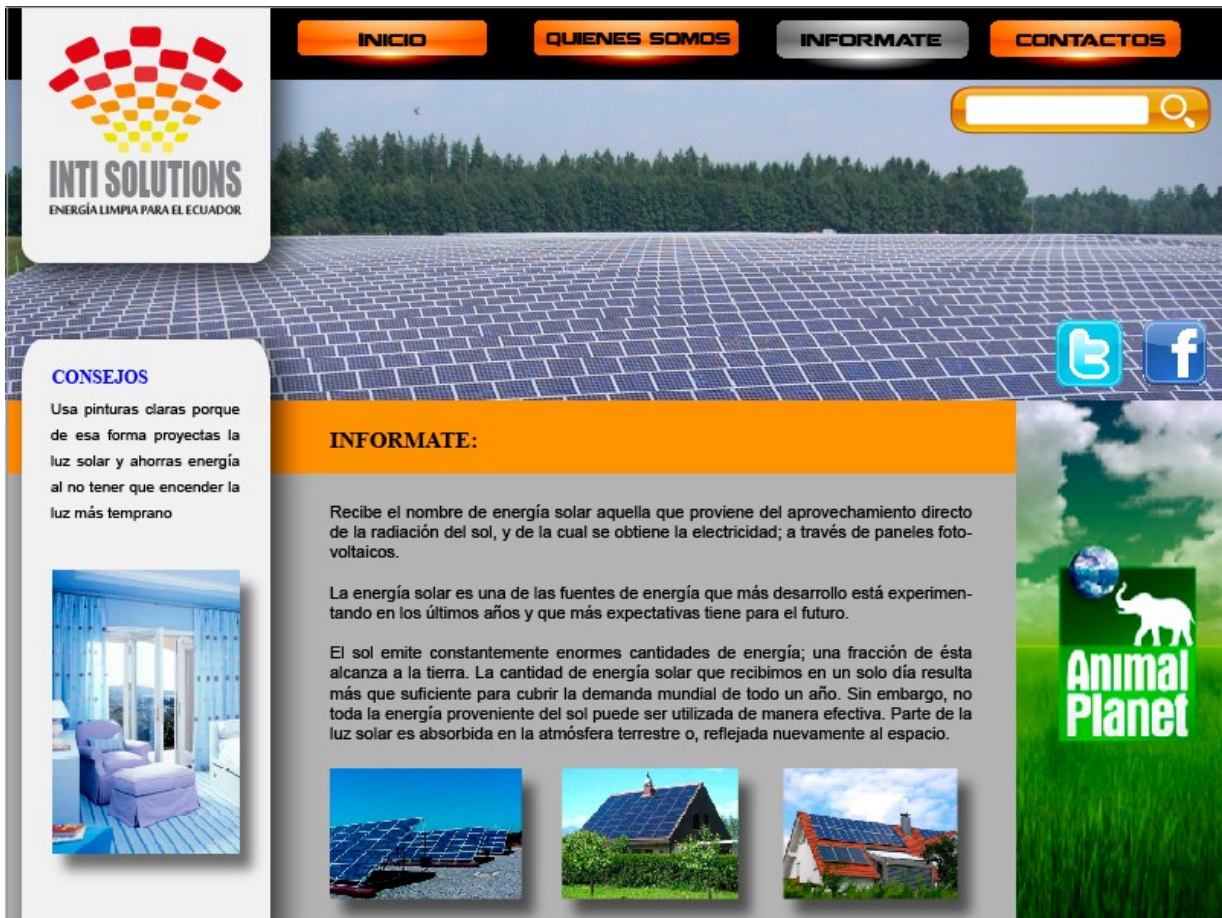 INICIO
QUIENES SOMOS
INFORMATE
CONTACTOS
INTI SOLUTIONS
ENERGÍA LIMPIA PARA EL ECUADOR
CONSEJOS
Usa pinturas claras porque
de esa forma proyectas la
luz solar y ahorras energía
al no tener que encender la
luz más temprano
INFORMATE:
Recibe el nombre de energía solar aquella que proviene del aprovechamiento directo
de la radiación del sol, y de la cual se obtiene la electricidad; a través de paneles foto-
voltaicos.
La energía solar es una de las fuentes de energía que más desarrollo está experimen-
tando en los últimos años y que más expectativas tiene para el futuro.
El sol emite constantemente enormes cantidades de energía; una fracción de ésta
alcanza a la tierra. La cantidad de energía solar que recibimos en un solo día resulta
más que suficiente para cubrir la demanda mundial de todo un año. Sin embargo, no
toda la energía proveniente del sol puede ser utilizada de manera efectiva. Parte de la
luz solar es absorbida en la atmósfera terrestre o, reflejada nuevamente al espacio.
Animal
Planet